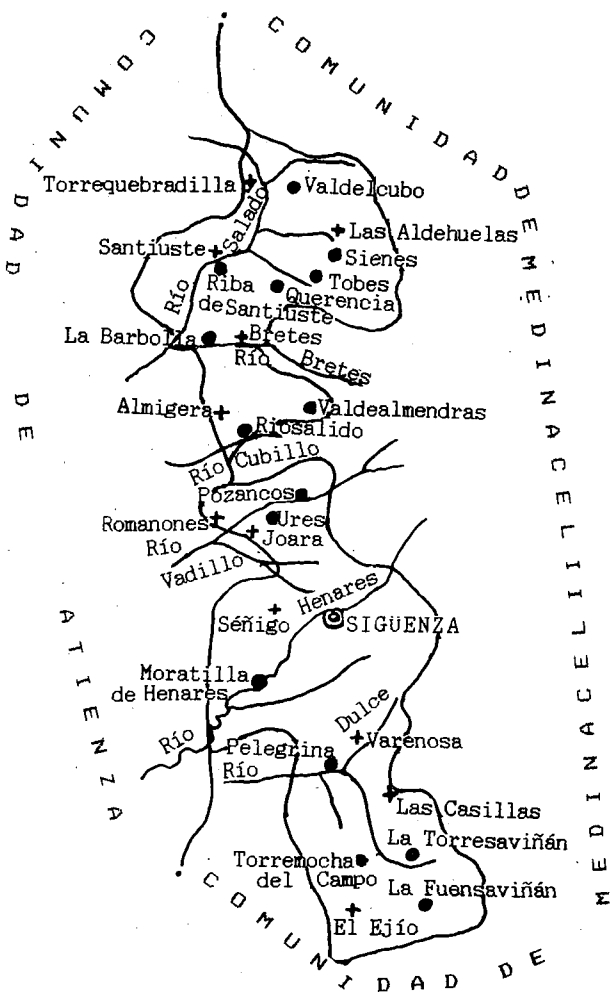 COMUNIDAD DE ATIENZA
COMUNIDAD DE MEDINACELI
Torrequebradilla
Valdelcubo
Río Salado
Las Aldehuelas
Santiuste
Sienes
Tobes
Riba
de Santiuste
Querencia
La Barbolla
Bretes
Río Bretes
Almigera
Valdealmendras
Riosalido
Río Cubillo
Pozancos
Romanones
Ures
Joara
Río
Vadillo
Henares
Séñigo
SIGÜENZA
Moratilla
de Henares
Río
Dulce
Varenosa
Pelegrina
Río
Las Casillas
La Torresaviñán
Torremocha
del Campo
La Fuensaviñán
El Ejío
COMUNIDAD DE MEDINACELI